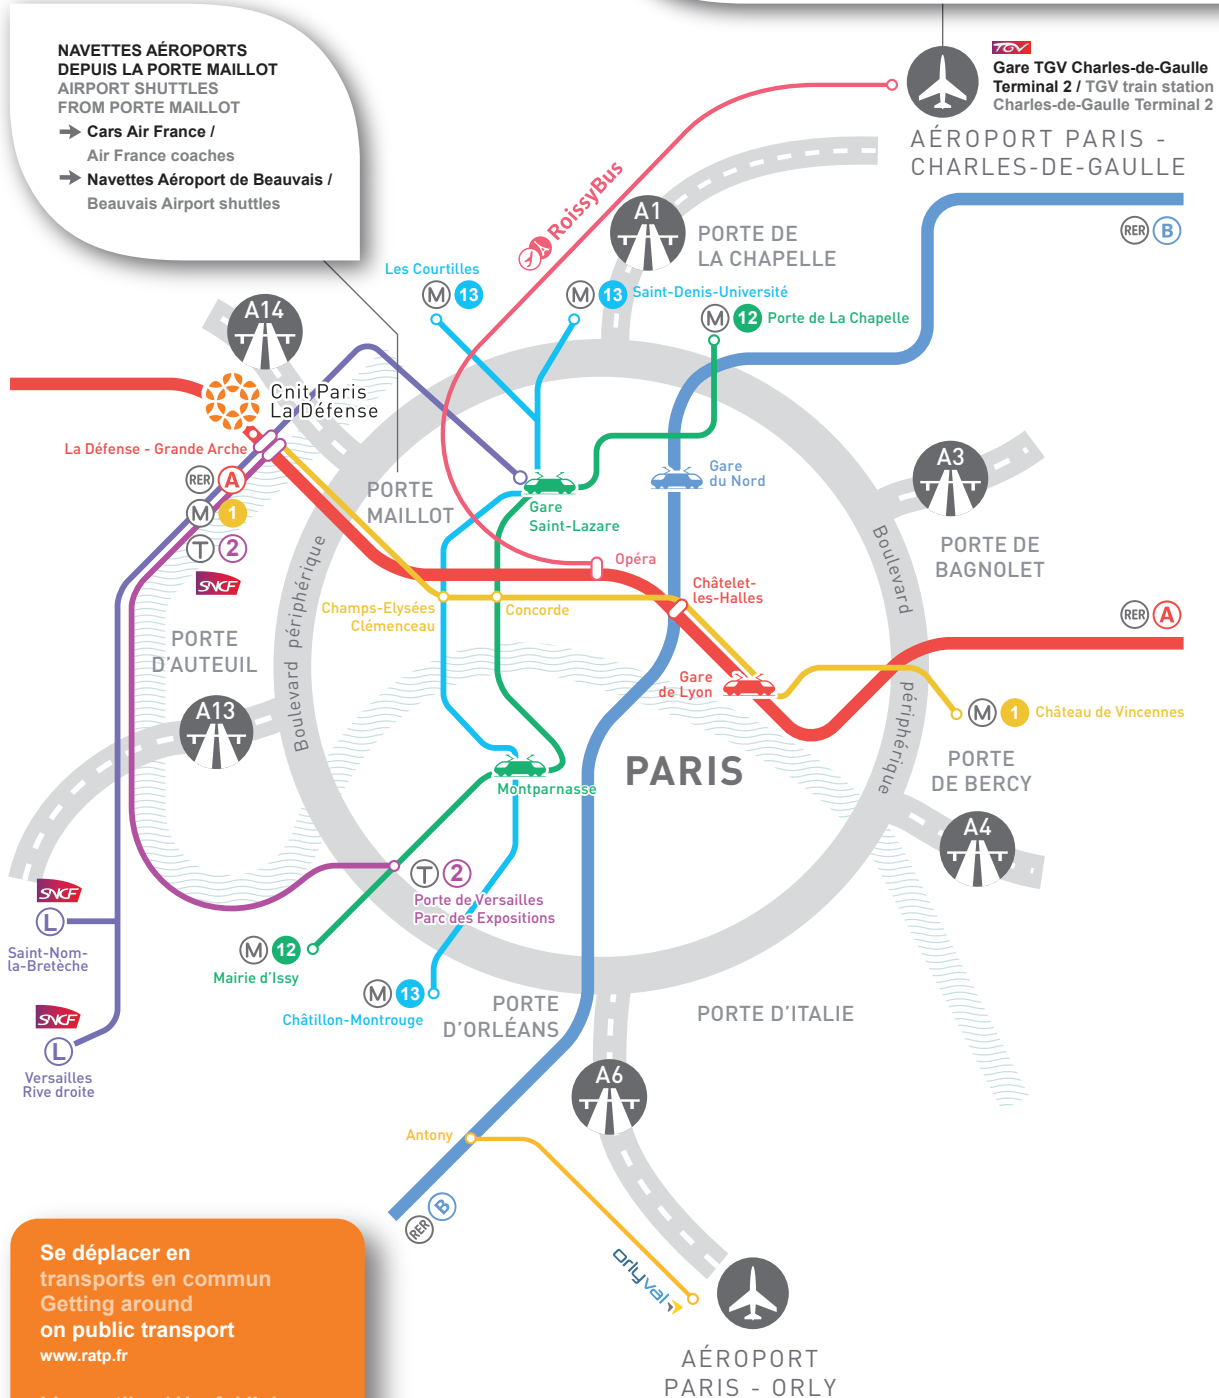 NAVETTES AÉROPORTS
DEPUIS LA PORTE MAILLOT
AIRPORT SHUTTLES
FROM PORTE MAILLOT
Cars Air France /
Air France coaches
Navettes Aéroport de Beauvais /
Beauvais Airport shuttles
TGV
Gare TGV Charles-de-Gaulle
Terminal 2 / TGV train station
Charles-de-Gaulle Terminal 2
AÉROPORT PARIS -
CHARLES-DE-GAULLE
RER B
RoissyBus
A1
PORTE DE
LA CHAPELLE
Les Courtilles
M 13
M 13 Saint-Denis-Université
M 12 Porte de La Chapelle
A14
Cnit Paris
La Défense
La Défense - Grande Arche
RER A
M 1
T 2
SNCF
PORTE
MAILLOT
Gare
Saint-Lazare
Gare
du Nord
A3
PORTE DE
BAGNOLET
Boulevard périphérique
Boulevard
périphérique
Opéra
Châtelet-
les-Halles
Champs-Elysées
Clémenceau
Concorde
RER A
PORTE
D'AUTEUIL
Gare
de Lyon
A13
M 1 Château de Vincennes
PORTE
DE BERCY
PARIS
Montparnasse
A4
T 2
Porte de Versailles
Parc des Expositions
SNCF
L
Saint-Nom-
la-Bretèche
M 12
Mairie d'Issy
M 13
Châtillon-Montrouge
PORTE
D'ORLÉANS
PORTE D'ITALIE
SNCF
L
Versailles
Rive droite
A6
Antony
RER B
orlyval
AÉROPORT
PARIS - ORLY
Se déplacer en
transports en commun
Getting around
on public transport
www.ratp.fr